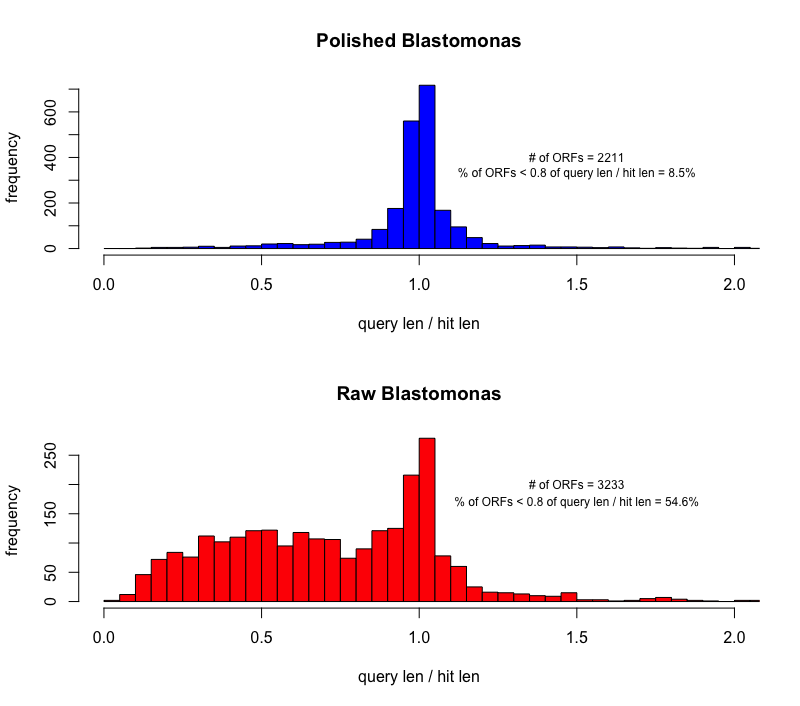 Polished Blastomonas
frequency
0
200
400
600
# of ORFs = 2211
% of ORFs < 0.8 of query len / hit len = 8.5%
0.0 0.5 1.0 1.5 2.0
query len / hit len
Raw Blastomonas
frequency
0
50
150
250
# of ORFs = 3233
% of ORFs < 0.8 of query len / hit len = 54.6%
0.0 0.5 1.0 1.5 2.0
query len / hit len